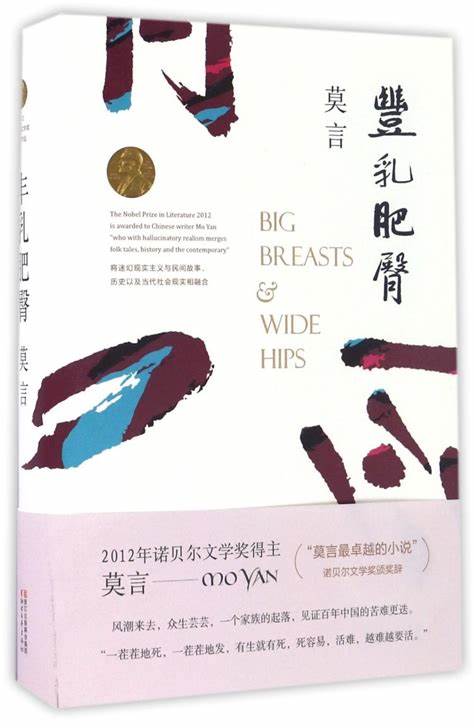 豐乳肥臀
莫言
The Nobel Prize in Literature 2012
is awarded to Chinese writer Mo Yan
"who with hallucinatory realism merges
folk tales, history and the contemporary"
将迷幻现实主义与民间故事、
历史以及当代社会现实相融合
BIG
BREASTS
&
WIDE
HIPS
丰乳肥臀 莫言
2012年诺贝尔文学奖得主
莫言——MO YAN
“莫言最卓越的小说”
诺贝尔文学奖颁奖辞
风潮来去，众生芸芸，一个家族的起落，见证百年中国的苦难更迭。
“一茬茬地死，一茬茬地发，有生就有死，死容易，活难，越难越要活。”